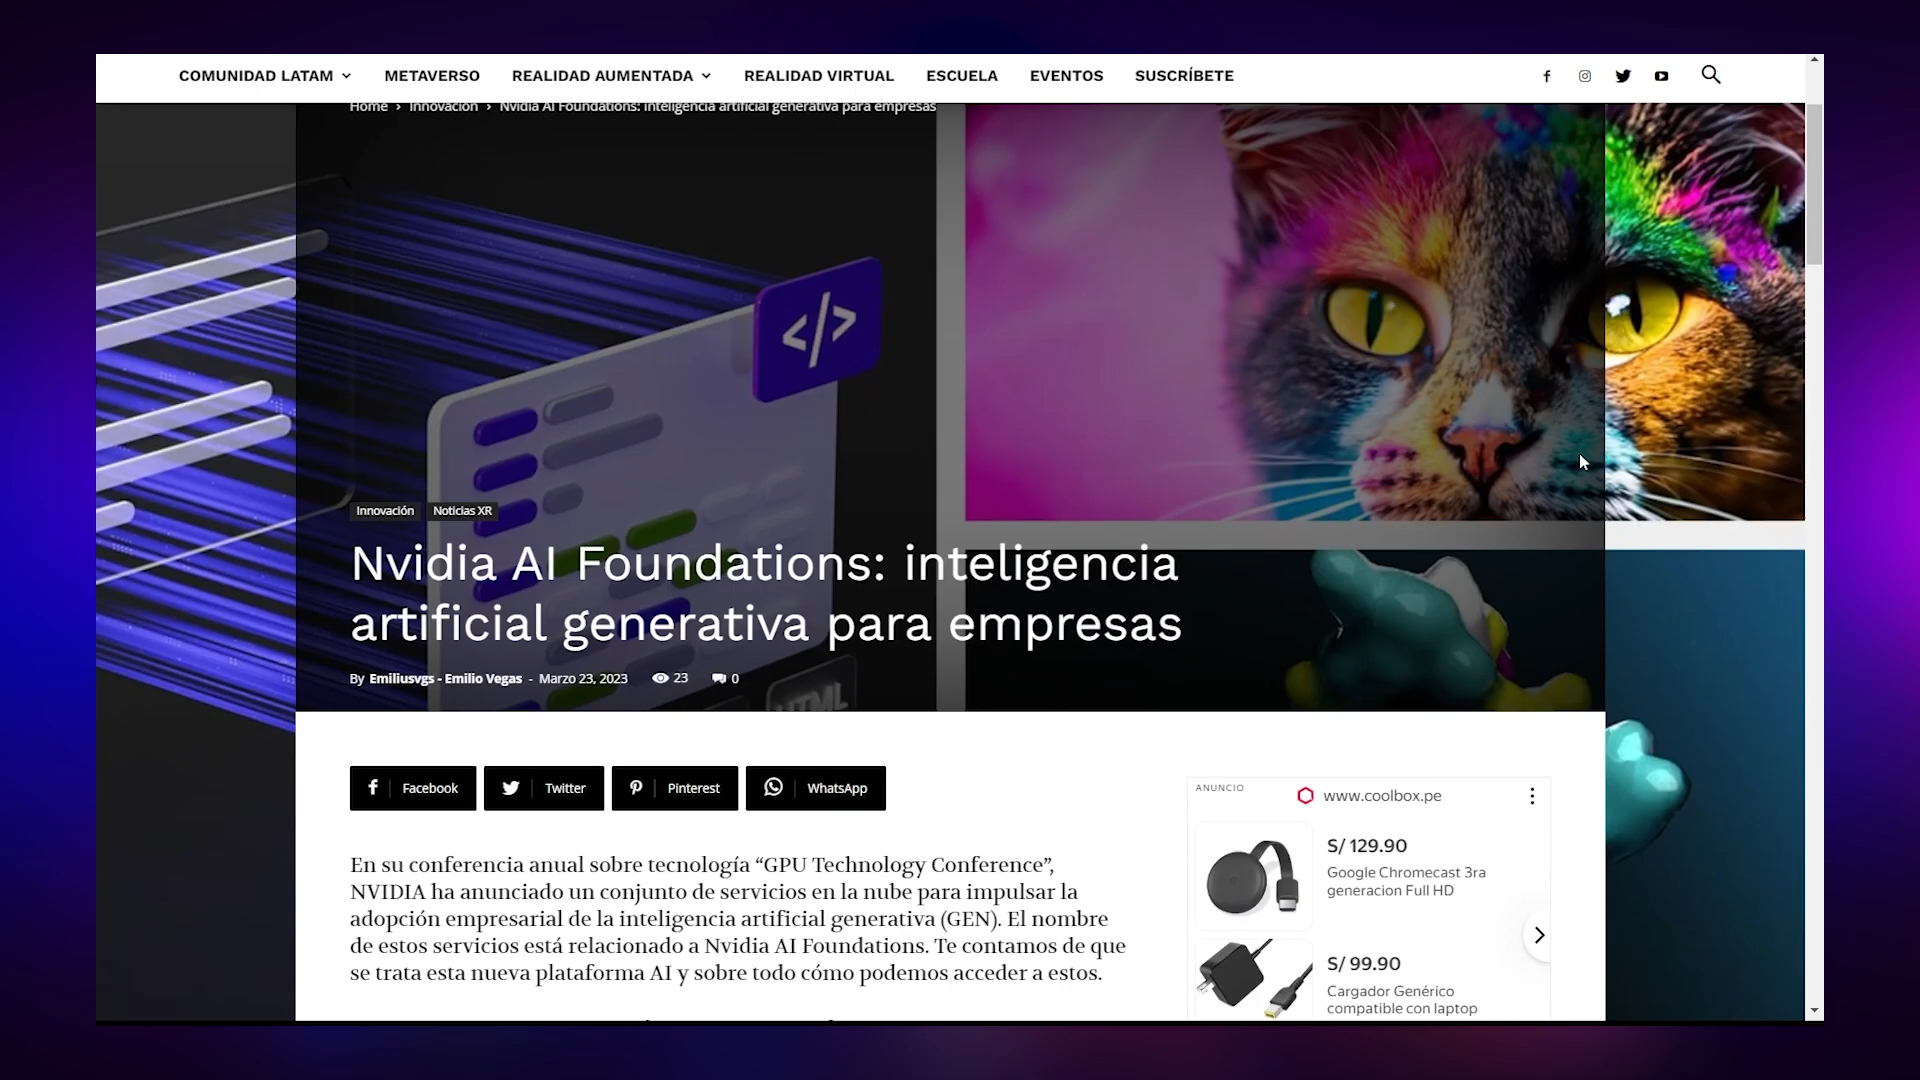 COMUNIDAD LATAM METAVERSO REALIDAD AUMENTADA REALIDAD VIRTUAL ESCUELA EVENTOS SUSCRÍBETE
Home › Innovación › Nvidia AI Foundations: inteligencia artificial generativa para empresas
</>
Innovación Noticias XR
Nvidia AI Foundations: inteligencia
artificial generativa para empresas
By Emiliusvgs - Emilio Vegas - Marzo 23, 2023 23 0
HTML
Facebook Twitter Pinterest WhatsApp
En su conferencia anual sobre tecnología “GPU Technology Conference”,
NVIDIA ha anunciado un conjunto de servicios en la nube para impulsar la
adopción empresarial de la inteligencia artificial generativa (GEN). El nombre
de estos servicios está relacionado a Nvidia AI Foundations. Te contamos de que
se trata esta nueva plataforma AI y sobre todo cómo podemos acceder a estos.
ANUNCIO
www.coolbox.pe
S/ 129.90
Google Chromecast 3ra
generacion Full HD
S/ 99.90
Cargador Genérico
compatible con laptop